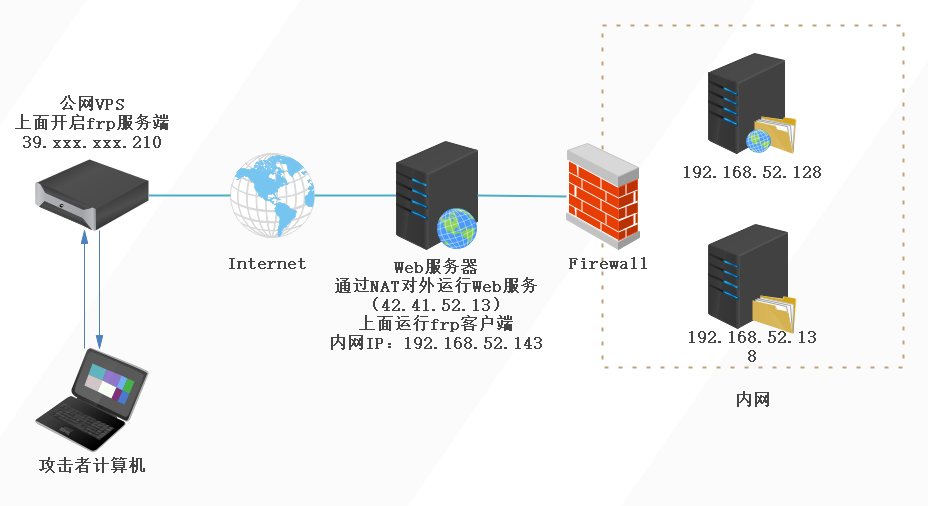 公网VPS
上面开启frp服务端
39.xxx.xxx.210
Internet
Web服务器
通过NAT对外运行Web服务
（42.41.52.13）
上面运行frp客户端
内网IP：192.168.52.143
Firewall
192.168.52.128
192.168.52.13
8
内网
攻击者计算机